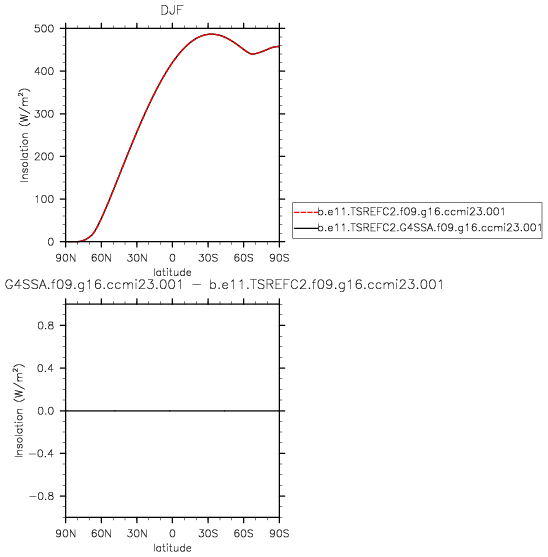 DJF
500
400
300
200
100
0
Insolation (W/m²)
90N 60N 30N 0 30S 60S 90S
latitude
b.e11.TSREFC2.f09.g16.ccmi23.001
b.e11.TSREFC2.G4SSA.f09.g16.ccmi23.001
G4SSA.f09.g16.ccmi23.001 − b.e11.TSREFC2.f09.g16.ccmi23.001
0.8
0.4
0.0
−0.4
−0.8
Insolation (W/m²)
90N 60N 30N 0 30S 60S 90S
latitude